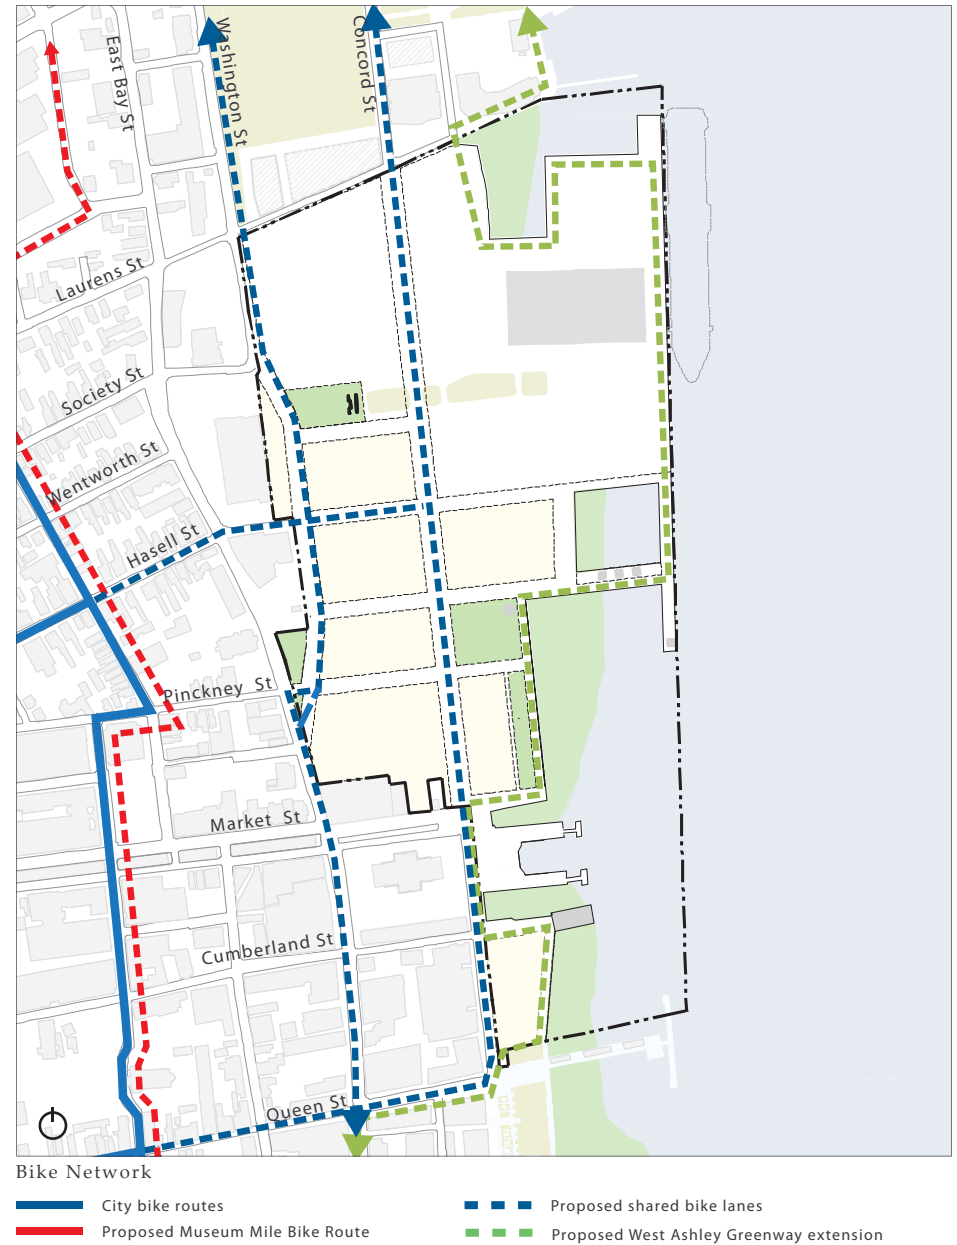 East Bay St
Washington St
Concord St
Laurens St
Society St
Wentworth St
Hasell St
Pinckney St
Market St
Cumberland St
Queen St
Bike Network
City bike routes
Proposed shared bike lanes
Proposed Museum Mile Bike Route
Proposed West Ashley Greenway extension